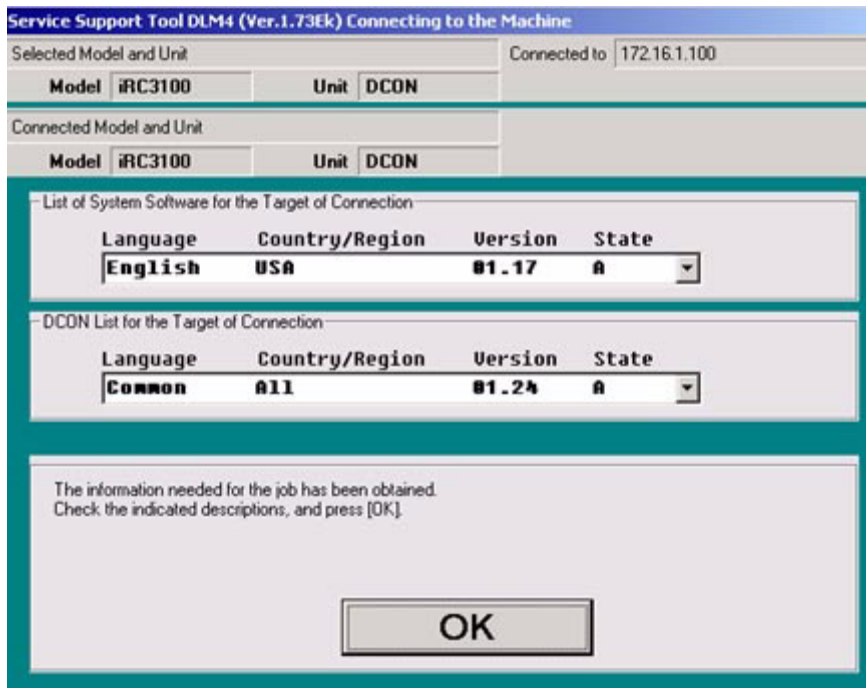 Service Support Tool DLM4 (Ver.1.73Ek) Connecting to the Machine
Selected Model and Unit Connected to 172.16.1.100
Model iRC3100 Unit DCON
Connected Model and Unit
Model iRC3100 Unit DCON
List of System Software for the Target of Connection
Language Country/Region Version State
English USA 01.17 A
DCON List for the Target of Connection
Language Country/Region Version State
Common All 01.24 A
The information needed for the job has been obtained.
Check the indicated descriptions, and press [OK].
OK